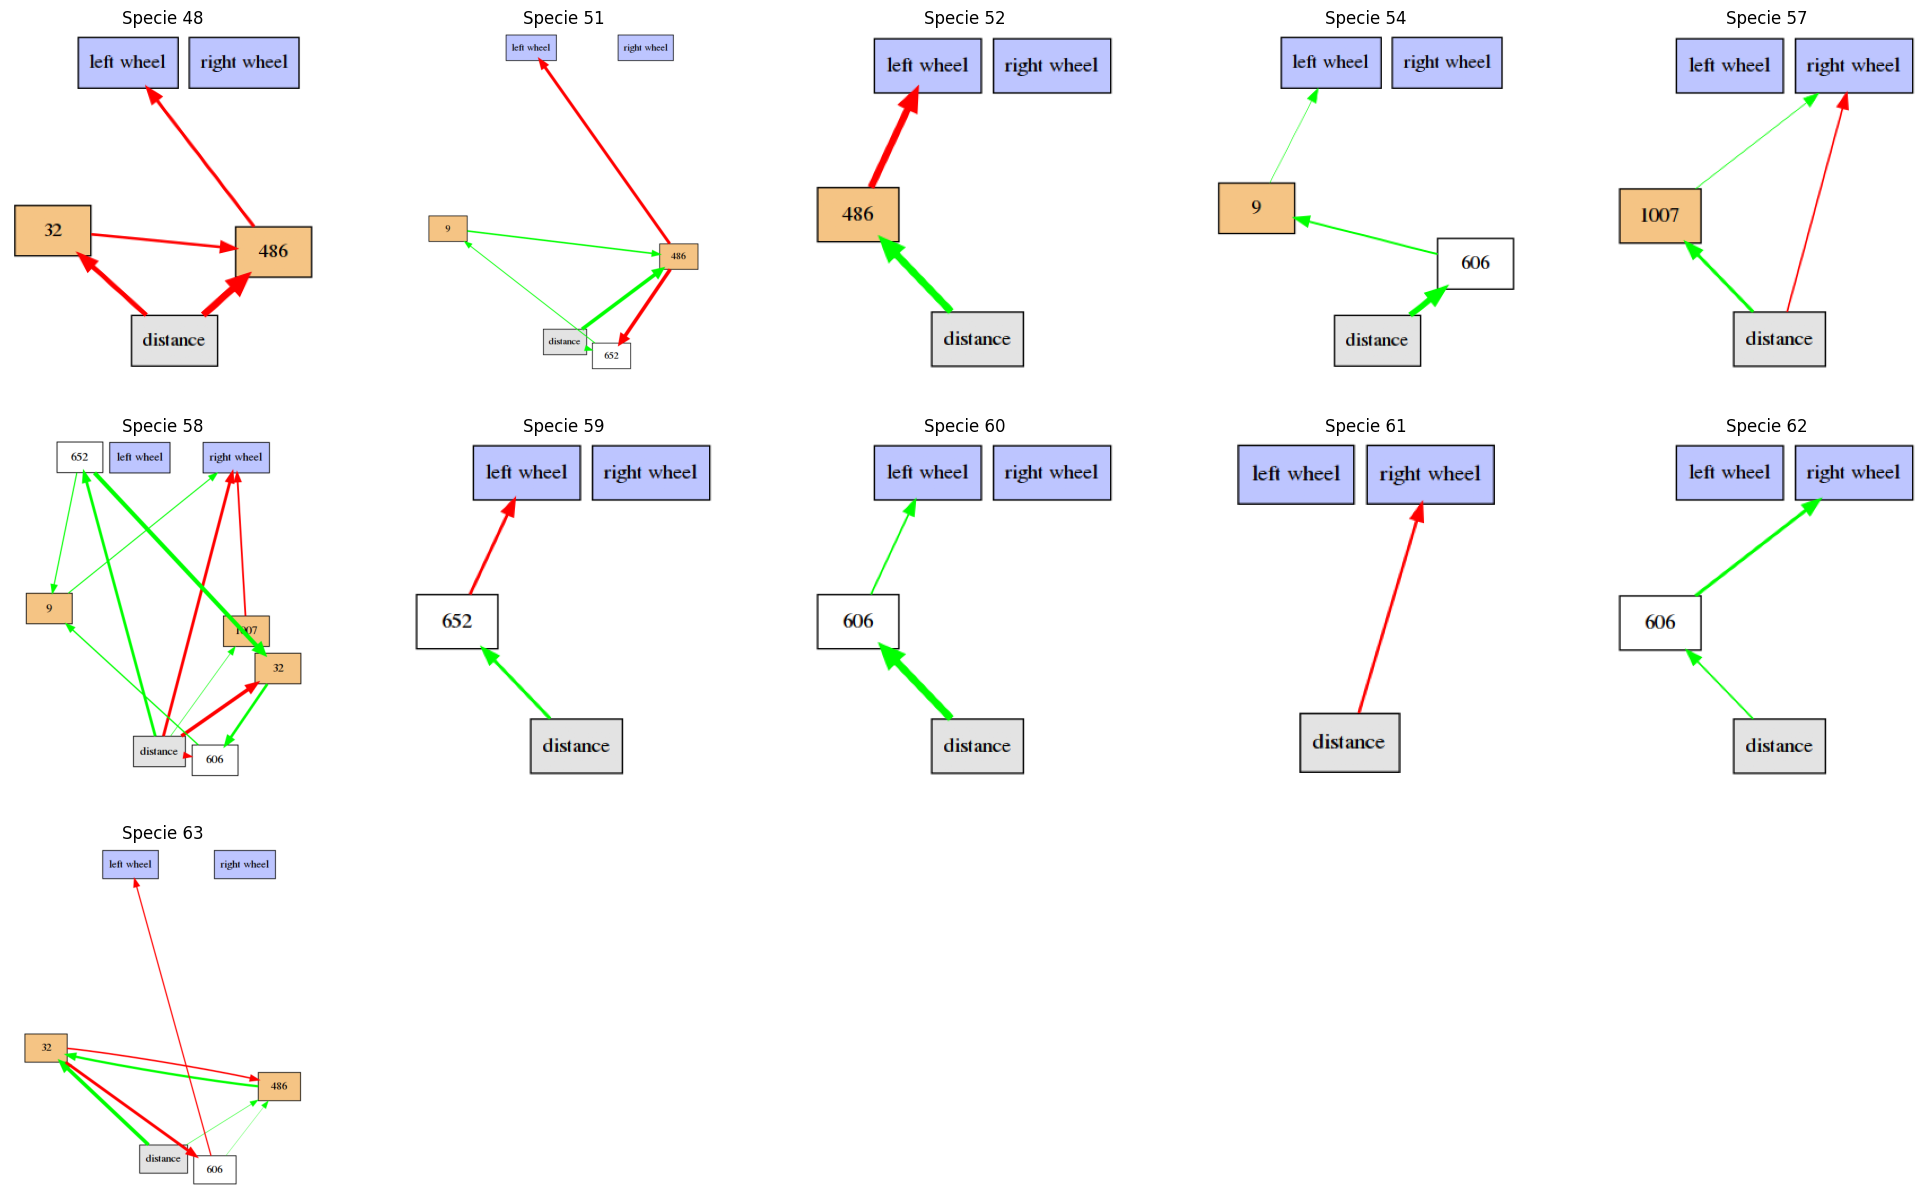 Specie 48
left wheel right wheel
32
486
distance
Specie 51
left wheel right wheel
9
486
distance
652
Specie 52
left wheel right wheel
486
distance
Specie 54
left wheel right wheel
9
606
distance
Specie 57
left wheel right wheel
1007
distance
Specie 58
652 left wheel right wheel
9
1007
32
distance
606
Specie 59
left wheel right wheel
652
distance
Specie 60
left wheel right wheel
606
distance
Specie 61
left wheel right wheel
distance
Specie 62
left wheel right wheel
606
distance
Specie 63
left wheel right wheel
32
486
distance
606